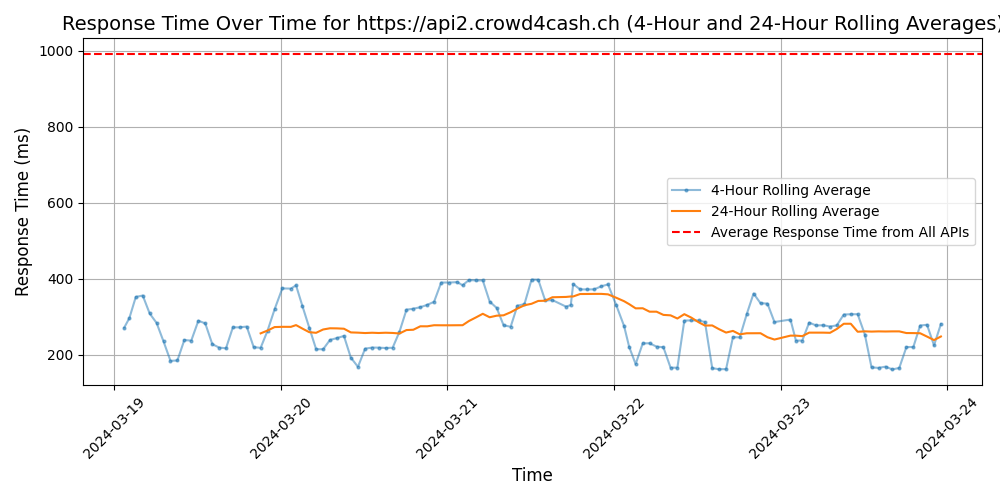 Response Time Over Time for https://api2.crowd4cash.ch (4-Hour and 24-Hour Rolling Averages)
Response Time (ms)
1000
800
600
400
200
4-Hour Rolling Average
24-Hour Rolling Average
Average Response Time from All APIs
2024-03-19
2024-03-20
2024-03-21
2024-03-22
2024-03-23
2024-03-24
Time